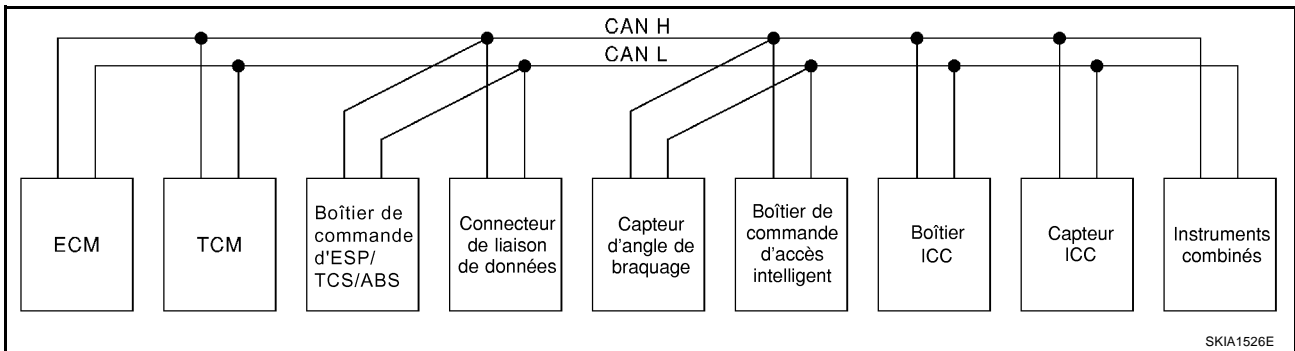 CAN H
CAN L
ECM
TCM
Boîtier de
commande
d'ESP/
TCS/ABS
Connecteur
de liaison
de données
Capteur
d'angle de
braquage
Boîtier de
commande
d'accès
intelligent
Boîtier
ICC
Capteur
ICC
Instruments
combinés
SKIA1526E